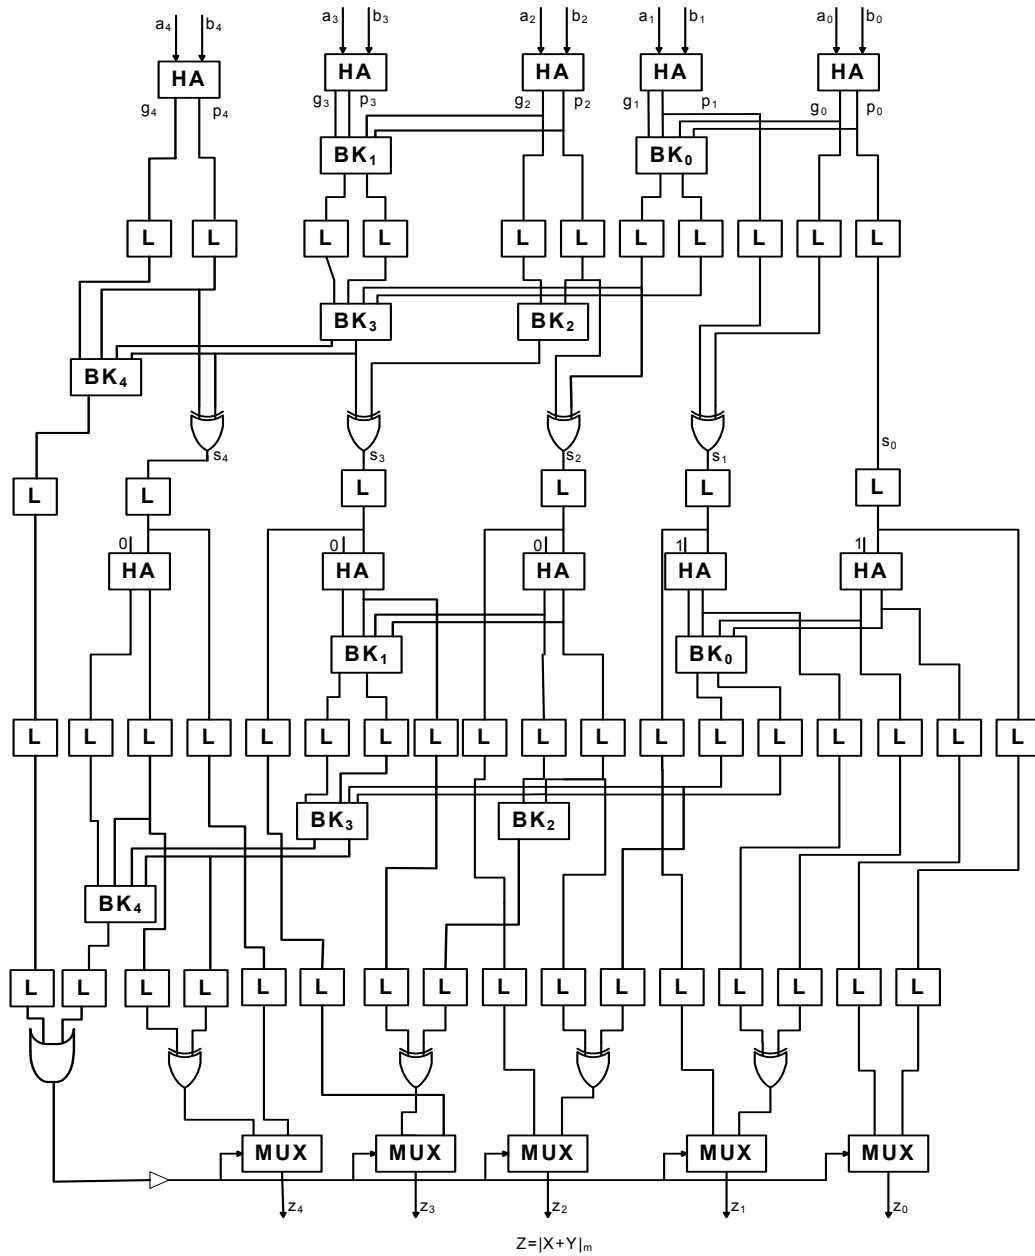 a4 b4 a3 b3 a2 b2 a1 b1 a0 b0
HA HA HA HA HA
g4 p4 g3 p3 g2 p2 g1 p1 g0 p0
BK1 BK0
L L L L L L L L L L L
BK3 BK2
BK4
s4 s3 s2 s1 s0
L L L L L L
0 0 0 1 1
HA HA HA HA HA
BK1 BK0
L L L L L L L L L L L L L L L L L L
BK3 BK2
BK4
L L L L L L L L L L L L L L L L
MUX MUX MUX MUX MUX
z4 z3 z2 z1 z0
Z=|X+Y|m